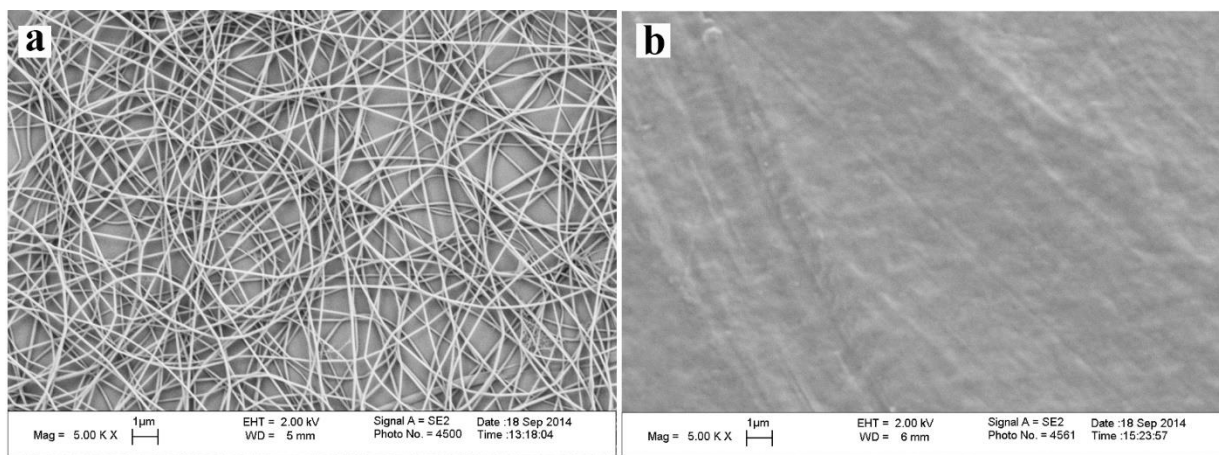 a
b
1µm
EHT = 2.00 kV Signal A = SE2 Date :18 Sep 2014
Mag = 5.00 K X WD = 5 mm Photo No. = 4500 Time :13:18:04
1µm
EHT = 2.00 kV Signal A = SE2 Date :18 Sep 2014
Mag = 5.00 K X WD = 6 mm Photo No. = 4561 Time :15:23:57